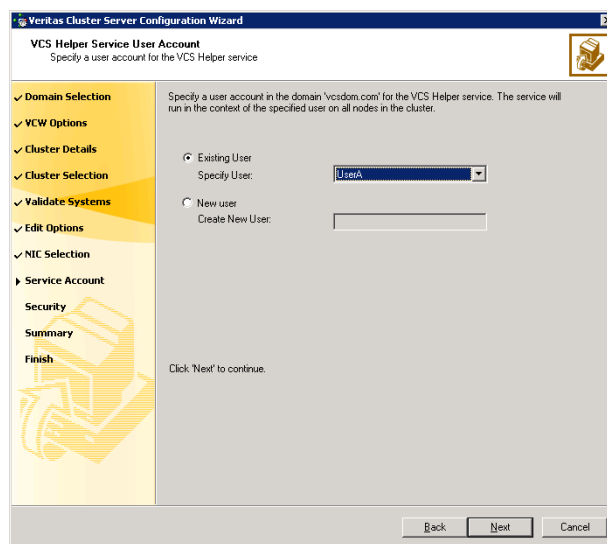 Veritas Cluster Server Configuration Wizard
VCS Helper Service User Account
Specify a user account for the VCS Helper service
Domain Selection
VCW Options
Cluster Details
Cluster Selection
Validate Systems
Edit Options
NIC Selection
Service Account
Security
Summary
Finish
Specify a user account in the domain 'vcsdom.com' for the VCS Helper service. The service will
run in the context of the specified user on all nodes in the cluster.
Existing User
Specify User: UserA
New user
Create New User:
Click 'Next' to continue.
Back Next Cancel